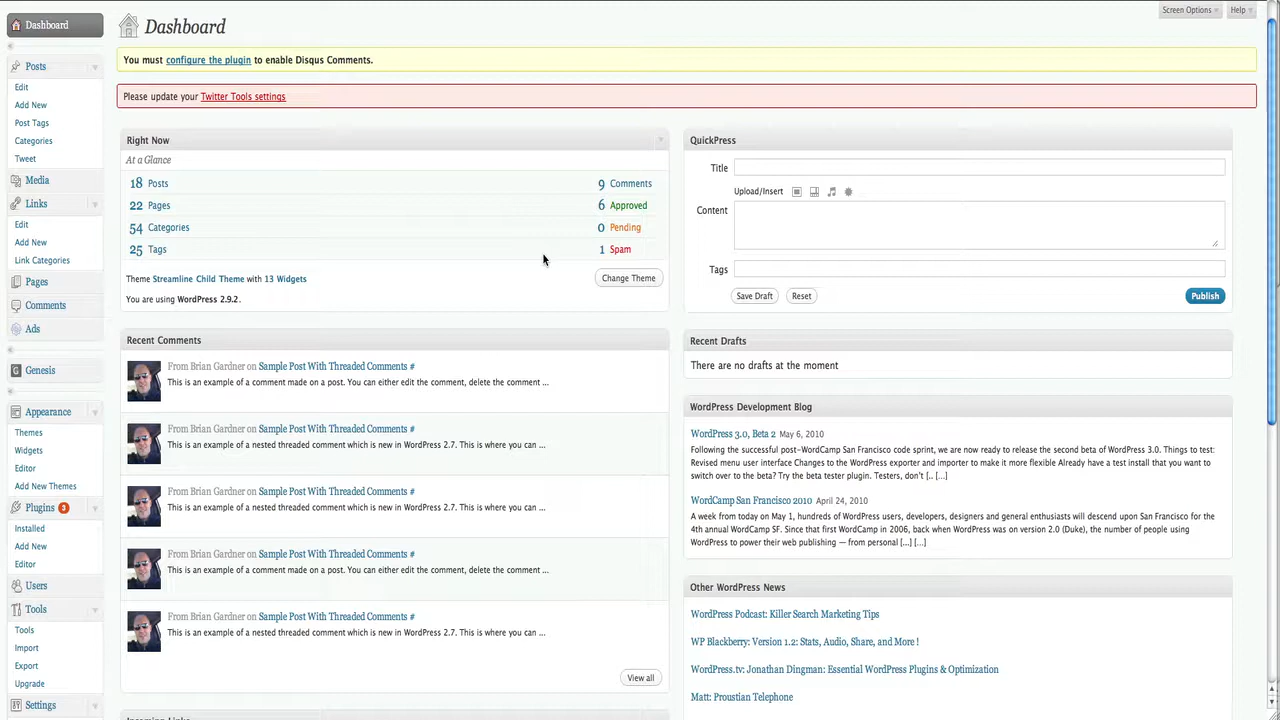 Dashboard
Posts
Edit
Add New
Post Tags
Categories
Tweet
Media
Links
Edit
Add New
Link Categories
Pages
Comments
Ads
Genesis
Appearance
Themes
Widgets
Editor
Add New Themes
Plugins 3
Installed
Add New
Editor
Users
Tools
Tools
Import
Export
Upgrade
Settings
Screen Options
Help
Dashboard
You must configure the plugin to enable Disqus Comments.
Please update your Twitter Tools settings
Right Now
At a Glance
18 Posts
9 Comments
22 Pages
6 Approved
54 Categories
0 Pending
25 Tags
1 Spam
Theme Streamline Child Theme with 13 Widgets
Change Theme
You are using WordPress 2.9.2.
Recent Comments
From Brian Gardner on Sample Post With Threaded Comments #
This is an example of a comment made on a post. You can either edit the comment, delete the comment ...
From Brian Gardner on Sample Post With Threaded Comments #
This is an example of a nested threaded comment which is new in WordPress 2.7. This is where you can ...
From Brian Gardner on Sample Post With Threaded Comments #
This is an example of a nested threaded comment which is new in WordPress 2.7. This is where you can ...
From Brian Gardner on Sample Post With Threaded Comments #
This is an example of a comment made on a post. You can either edit the comment, delete the comment ...
From Brian Gardner on Sample Post With Threaded Comments #
This is an example of a nested threaded comment which is new in WordPress 2.7. This is where you can ...
View all
Incoming Links
QuickPress
Title
Upload/Insert
Content
Tags
Save Draft
Reset
Publish
Recent Drafts
There are no drafts at the moment
WordPress Development Blog
WordPress 3.0, Beta 2 May 6, 2010
Following the successful post-WordCamp San Francisco code sprint, we are now ready to release the second beta of WordPress 3.0. Things to test:
Revised menu user interface Changes to the WordPress exporter and importer to make it more flexible Already have a test install that you want to
switch over to the beta? Try the beta tester plugin. Testers, don't [.. [...]
WordCamp San Francisco 2010 April 24, 2010
A week from today on May 1, hundreds of WordPress users, developers, designers and general enthusiasts will descend upon San Francisco for the
4th annual WordCamp SF. Since that first WordCamp in 2006, back when WordPress was on version 2.0 (Duke), the number of people using
WordPress to power their web publishing — from personal [...] [...]
Other WordPress News
WordPress Podcast: Killer Search Marketing Tips
WP Blackberry: Version 1.2: Stats, Audio, Share, and More !
WordPress.tv: Jonathan Dingman: Essential WordPress Plugins & Optimization
Matt: Proustian Telephone